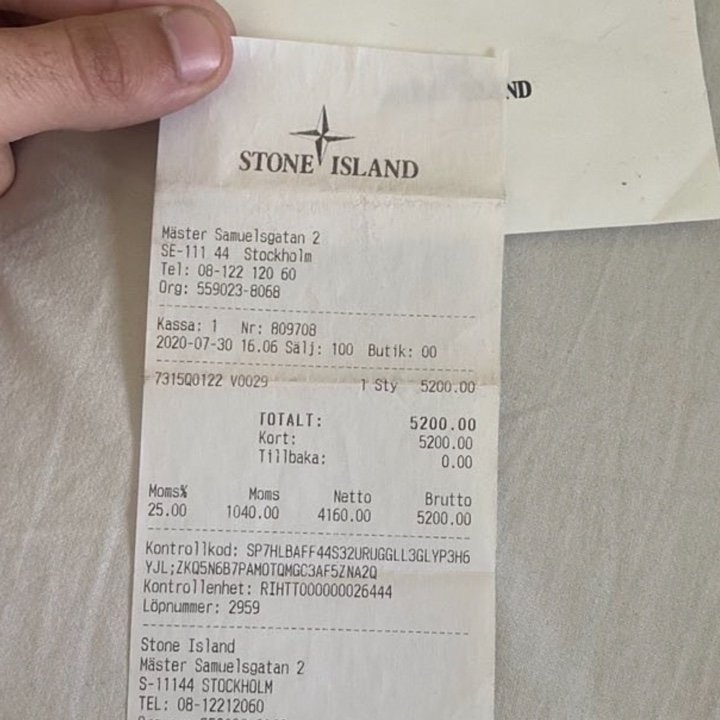 ND
STONE ISLAND
Mäster Samuelsgatan 2
SE-111 44 Stockholm
Tel: 08-122 120 60
Org: 559023-8068
Kassa: 1 Nr: 809708
2020-07-30 16.06 Sälj: 100 Butik: 00
7315Q0122 V0029 1 Sty 5200.00
TOTALT: 5200.00
Kort: 5200.00
Tillbaka: 0.00
Moms% Moms Netto Brutto
25.00 1040.00 4160.00 5200.00
Kontrollkod: SP7HLBAFF44S32URUGGLL3GLYP3H6
YJL;ZKQ5N6B7PAMOTQMGC3AF5ZNA2Q
Kontrollenhet: RIHTT000000026444
Löpnummer: 2959
Stone Island
Mäster Samuelsgatan 2
S-11144 STOCKHOLM
TEL: 08-12212060